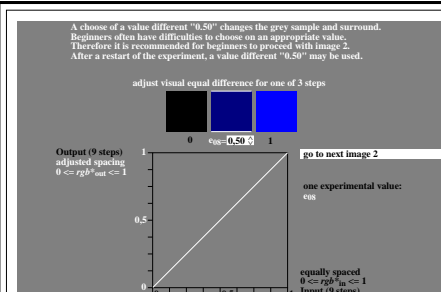 A choose of a value different "0.50" changes the grey sample and surround.
Beginners often have difficulties to choose on an appropriate value.
Therefore it is recommended for beginners to proceed with image 2.
After a restart of the experiment, a value different "0.50" may be used.
adjust visual equal difference for one of 3 steps
0 e08=0,50 1
Output (9 steps)
adjusted spacing
0 <= rgb*out <= 1
1
go to next image 2
one experimental value:
e08
0,5
equally spaced
0 <= rgb*in <= 1
Input (9 steps)
0